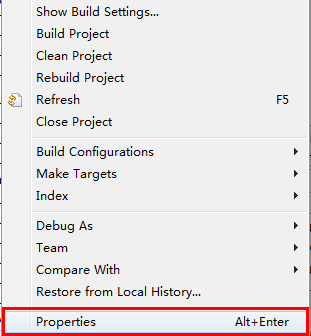 Show Build Settings...
Build Project
Clean Project
Rebuild Project
Refresh F5
Close Project
Build Configurations
Make Targets
Index
Debug As
Team
Compare With
Restore from Local History...
Properties Alt+Enter